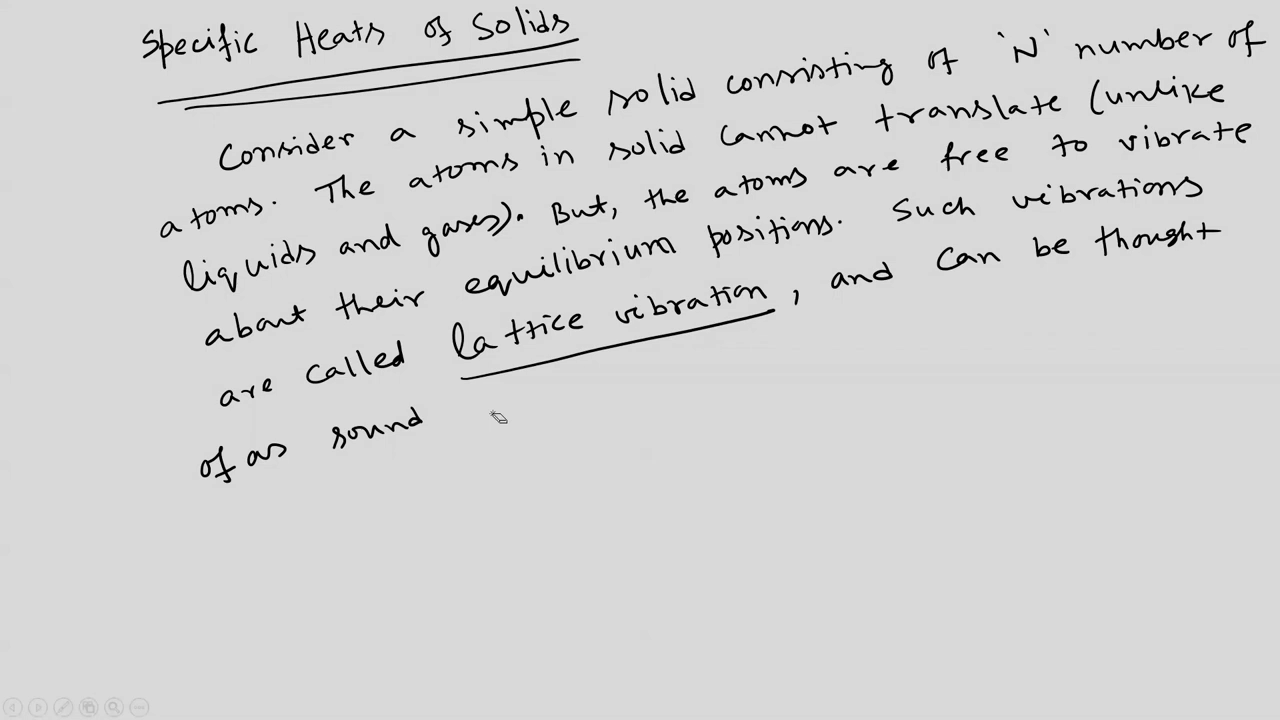 Specific Heats of Solids
Consider a simple solid consisting of 'N' number of
atoms. The atoms in solid cannot translate (unlike
liquids and gases). But, the atoms are free to vibrate
about their equilibrium positions. Such vibrations
are called lattice vibration, and can be thought
of as sound